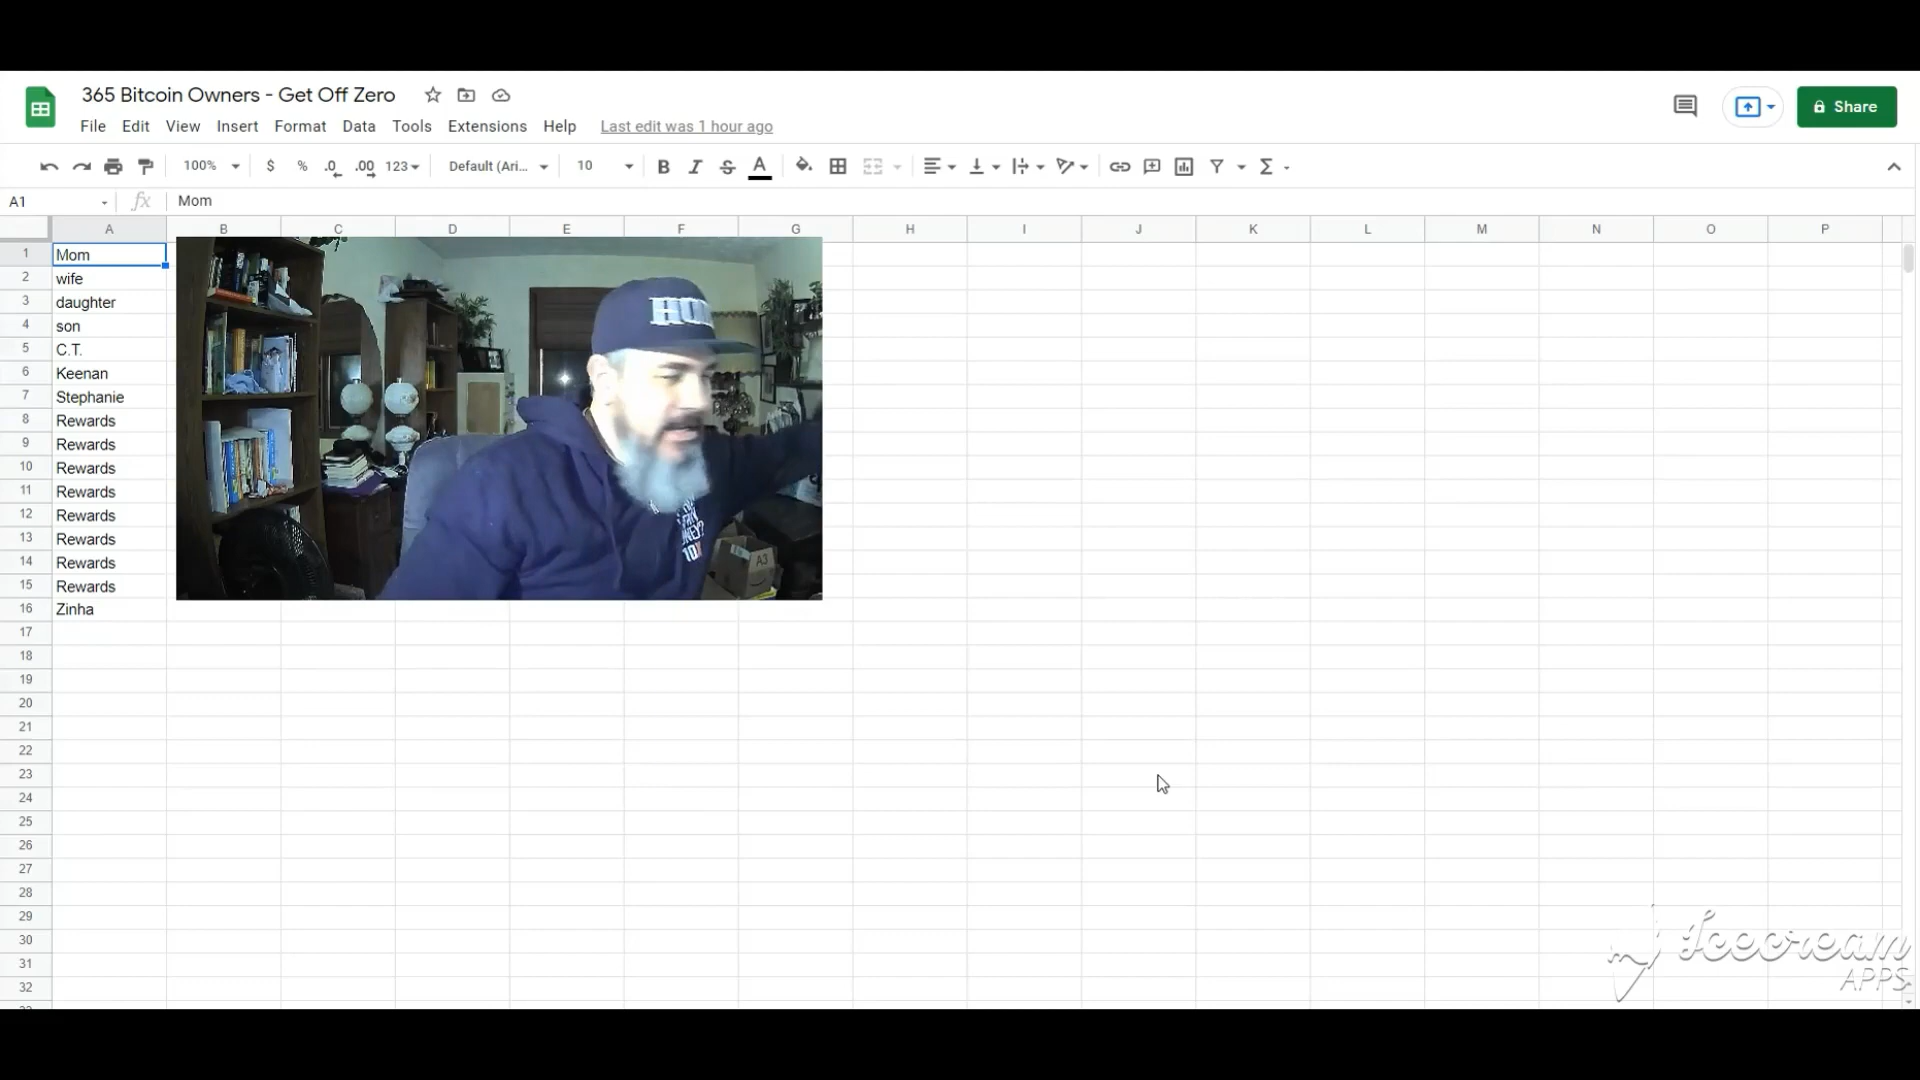 365 Bitcoin Owners - Get Off Zero
Share
File Edit View Insert Format Data Tools Extensions Help Last edit was 1 hour ago
100% $ % .0 .00 123 Default (Ari... 10 B I S A
A1 fx Mom
A B C D E F G H I J K L M N O P
1 Mom
2 wife
3 daughter
4 son
5 C.T.
6 Keenan
7 Stephanie
8 Rewards
9 Rewards
10 Rewards
11 Rewards
12 Rewards
13 Rewards
14 Rewards
15 Rewards
16 Zinha
17
18
19
20
21
22
23
24
25
26
27
28
29
30
31
32
A3
10X
Icecream
APPS